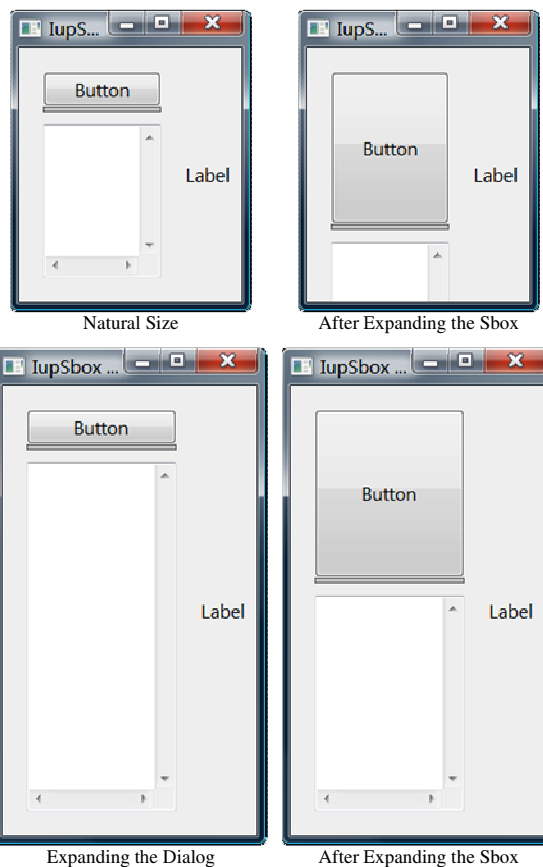 IupS...
IupS...
Button
Button
Label
Label
Natural Size
After Expanding the Sbox
IupSbox ...
IupSbox ...
Button
Button
Label
Label
Expanding the Dialog
After Expanding the Sbox